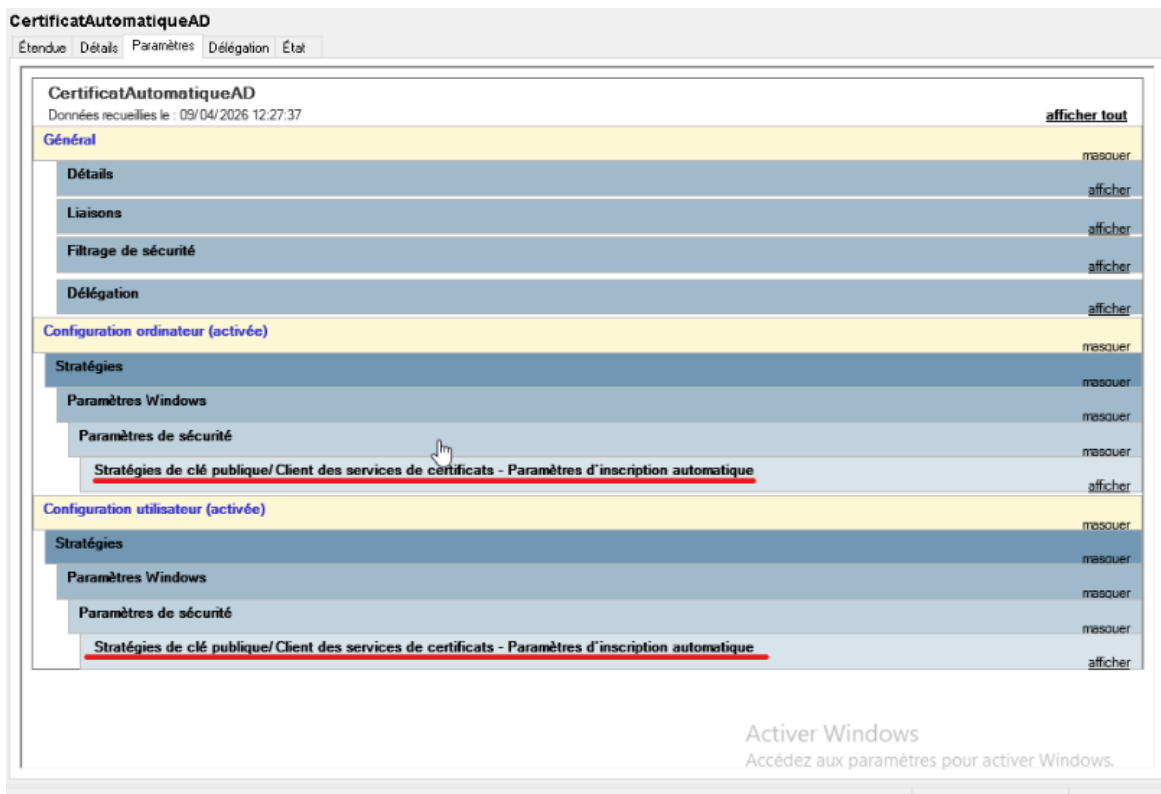 CertificatAutomatiqueAD
Étendue Détails Paramètres Délégation État
CertificatAutomatiqueAD
Données recueillies le : 09/04/2026 12:27:37 afficher tout
Général
masquer
Détails
afficher
Liaisons
afficher
Filtrage de sécurité
afficher
Délégation
afficher
Configuration ordinateur (activée)
masquer
Stratégies
masquer
Paramètres Windows
masquer
Paramètres de sécurité
masquer
Stratégies de clé publique/Client des services de certificats - Paramètres d'inscription automatique
afficher
Configuration utilisateur (activée)
masquer
Stratégies
masquer
Paramètres Windows
masquer
Paramètres de sécurité
masquer
Stratégies de clé publique/Client des services de certificats - Paramètres d'inscription automatique
afficher
Activer Windows
Accédez aux paramètres pour activer Windows.